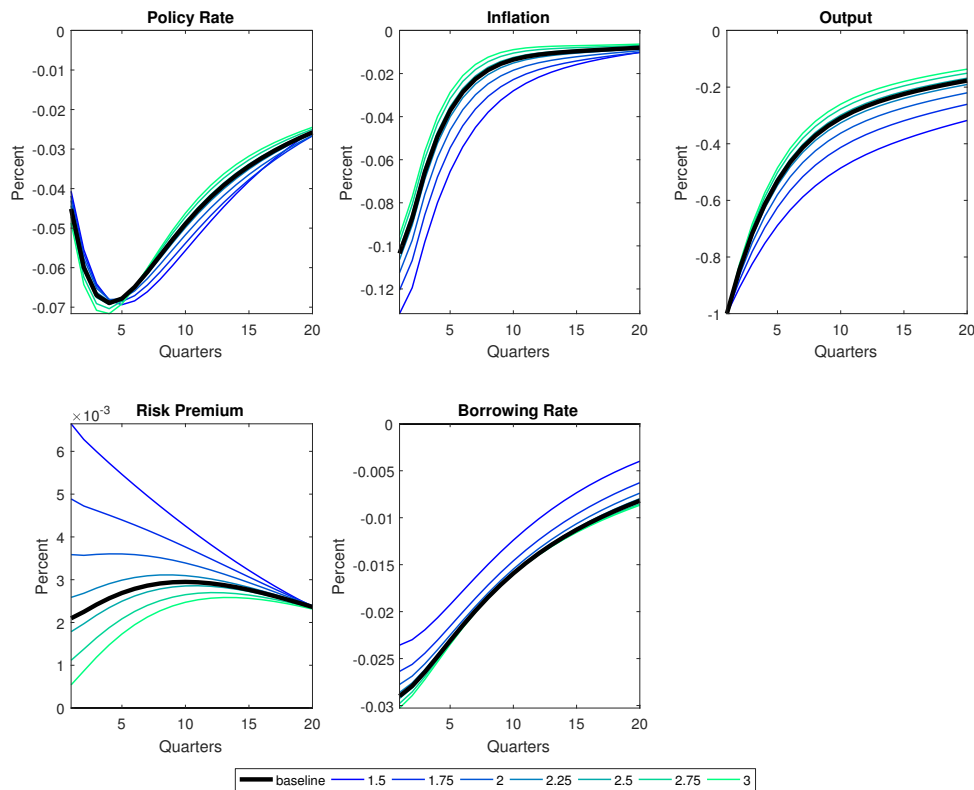 Policy Rate
Inflation
Output
0
-0.01
-0.02
-0.03
-0.04
-0.05
-0.06
-0.07
Percent
5 10 15 20
Quarters
0
-0.02
-0.04
-0.06
-0.08
-0.1
-0.12
Percent
5 10 15 20
Quarters
0
-0.2
-0.4
-0.6
-0.8
-1
Percent
5 10 15 20
Quarters
Risk Premium
×10⁻³
6
5
4
3
2
1
0
Percent
5 10 15 20
Quarters
Borrowing Rate
0
-0.005
-0.01
-0.015
-0.02
-0.025
-0.03
Percent
5 10 15 20
Quarters
baseline 1.5 1.75 2 2.25 2.5 2.75 3